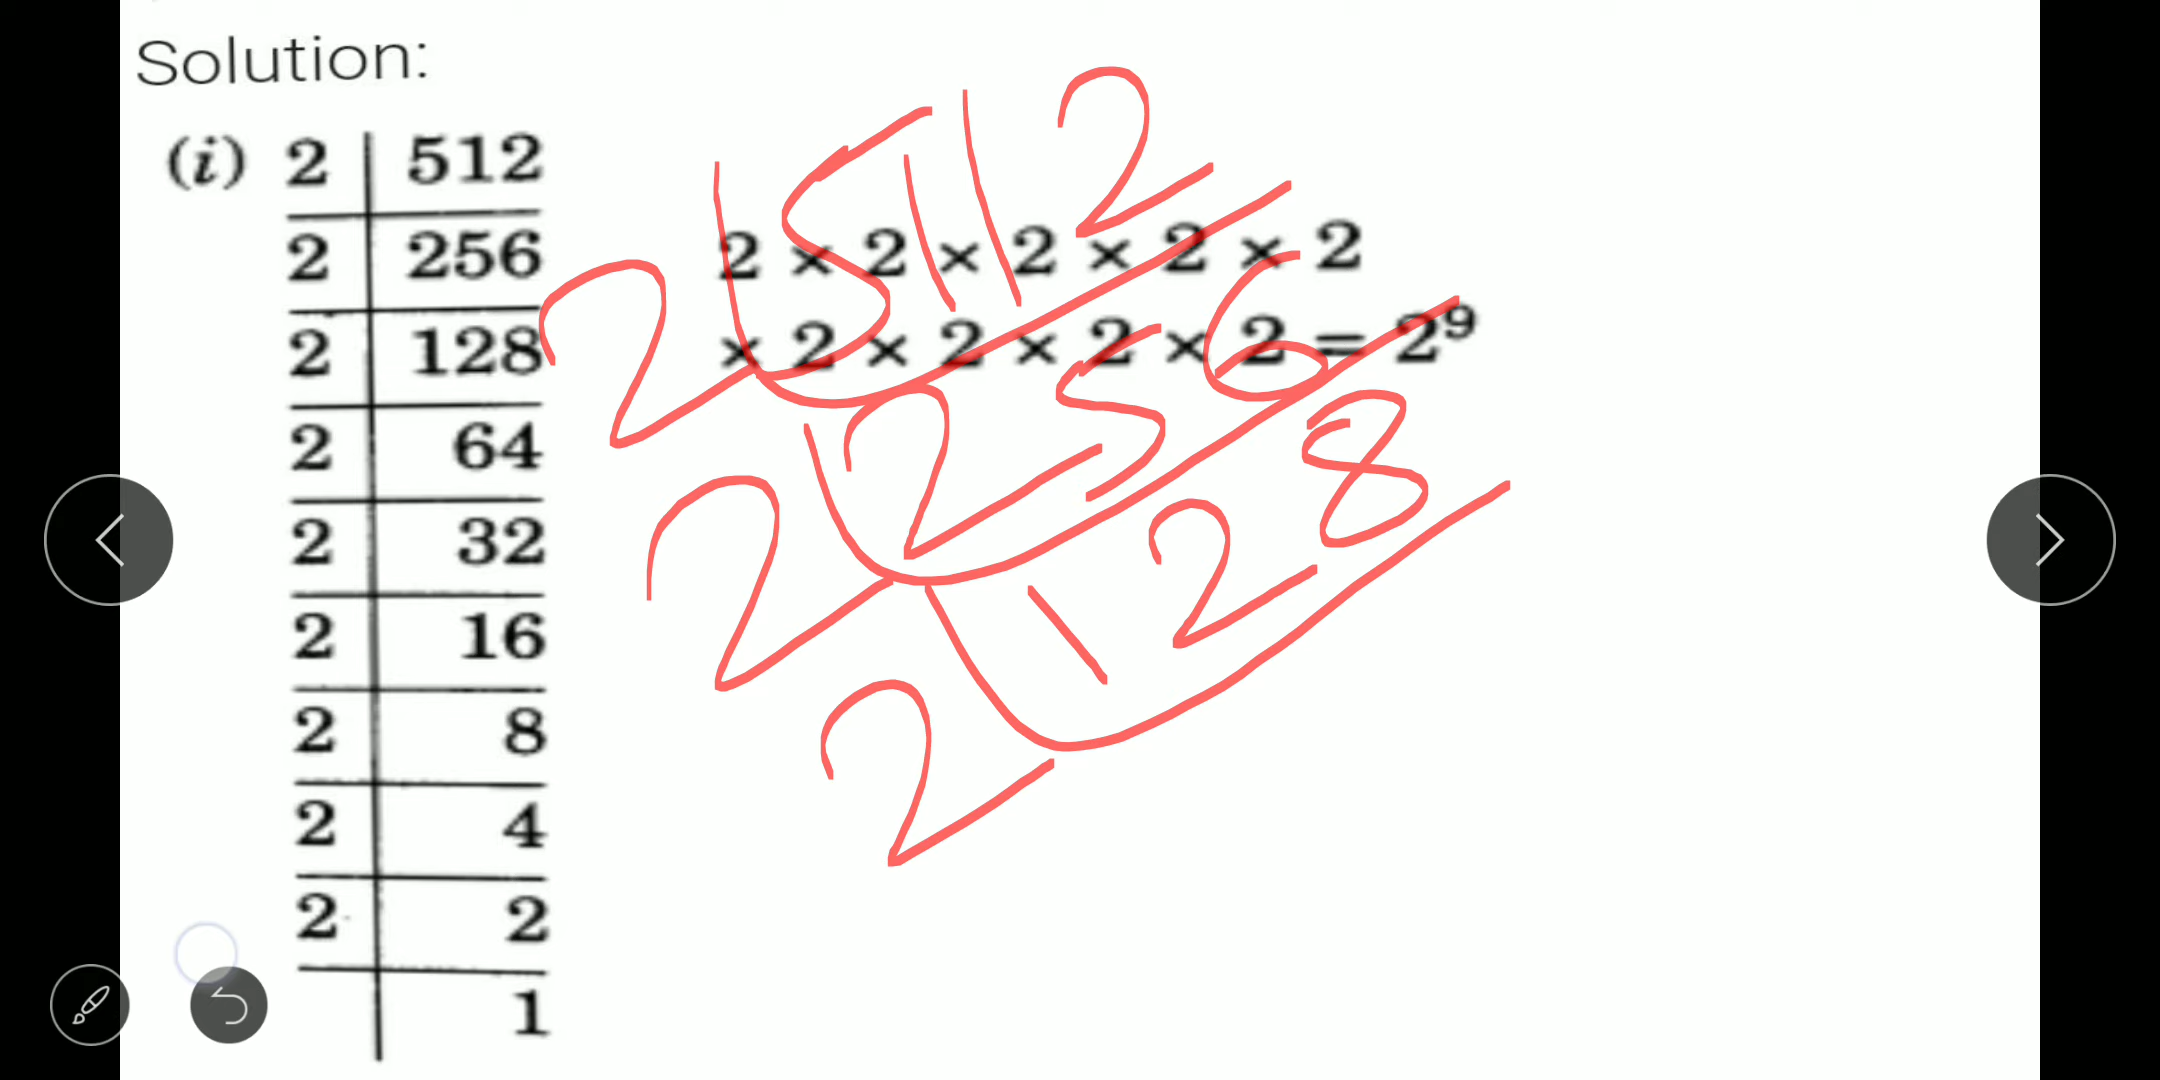 Solution:
(i) 2 | 512
2 | 256
2 | 128
2 | 64
2 | 32
2 | 16
2 | 8
2 | 4
2 | 2
1
2 × 2 × 2 × 2 × 2
× 2 × 2 × 2 × 2 = 2⁹
2 | 512
2 | 256
2 | 128